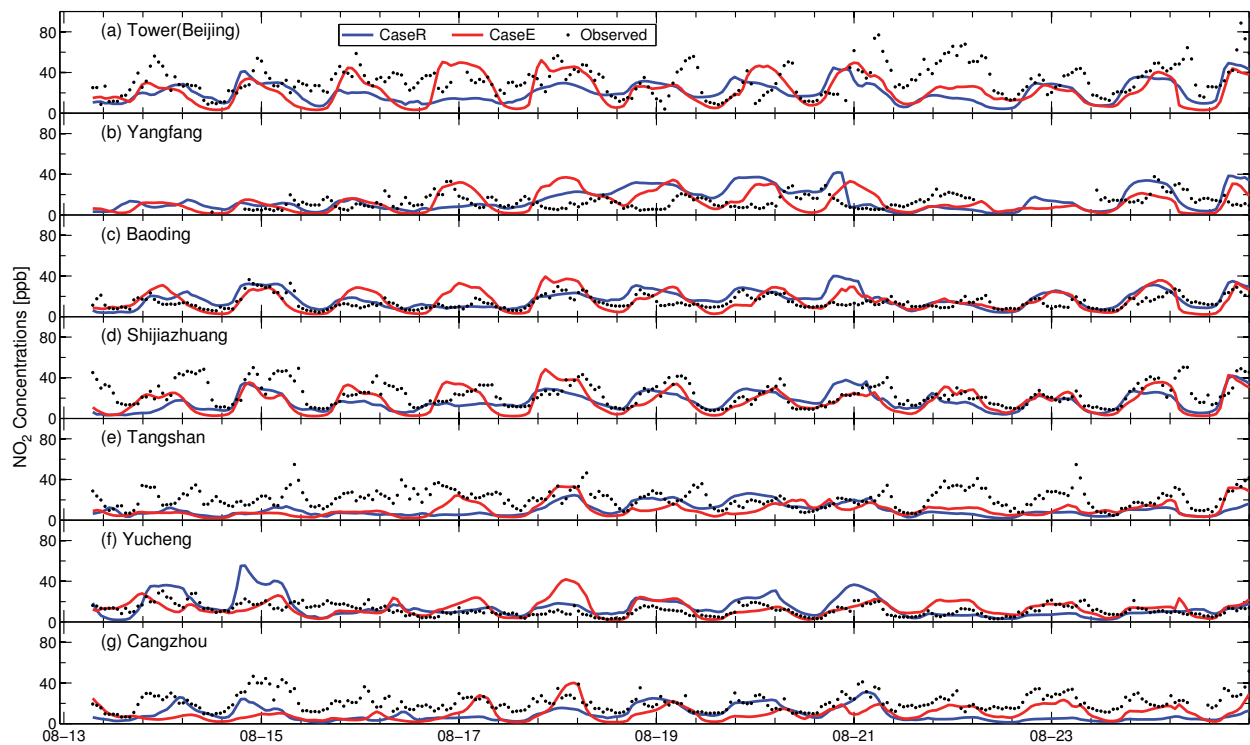 (a) Tower(Beijing)
CaseR CaseE Observed
80
40
0
(b) Yangfang
80
40
0
(c) Baoding
80
40
0
(d) Shijiazhuang
80
40
0
(e) Tangshan
80
40
0
(f) Yucheng
80
40
0
(g) Cangzhou
80
40
0
NO₂ Concentrations [ppb]
08−13 08−15 08−17 08−19 08−21 08−23